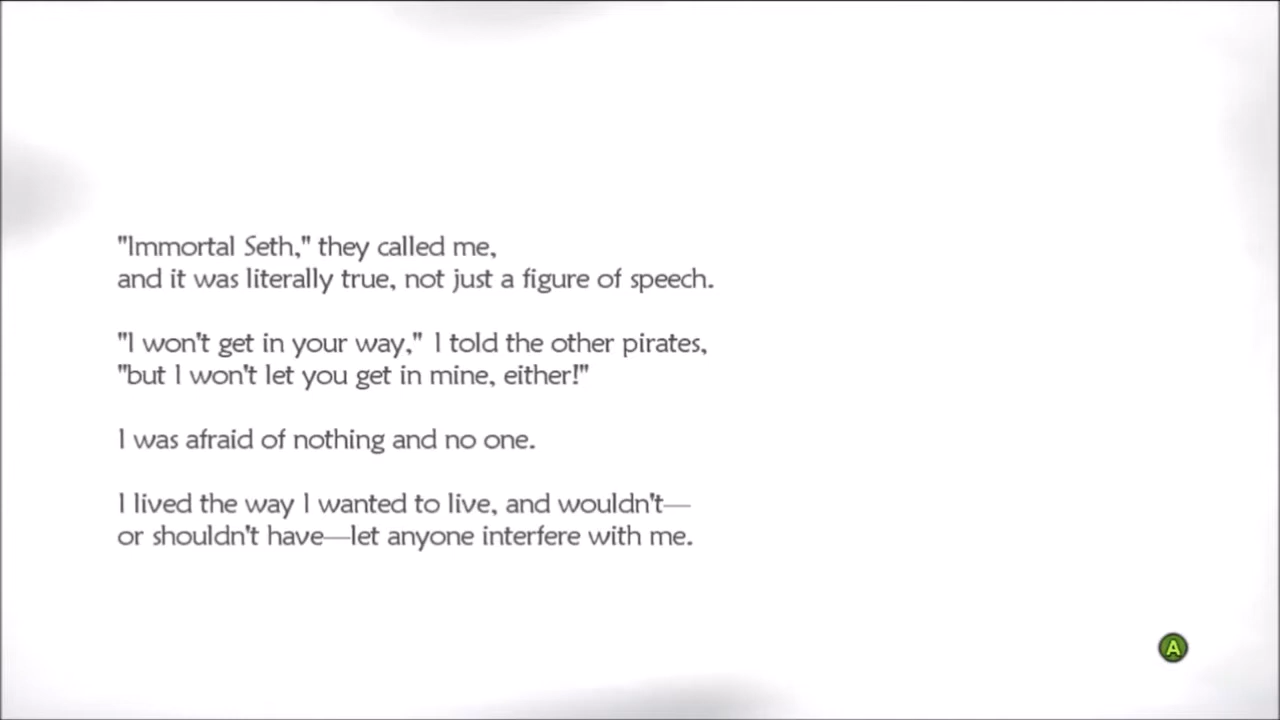 "Immortal Seth," they called me,
and it was literally true, not just a figure of speech.
"I won't get in your way," I told the other pirates,
"but I won't let you get in mine, either!"
I was afraid of nothing and no one.
I lived the way I wanted to live, and wouldn't—
or shouldn't have—let anyone interfere with me.
A